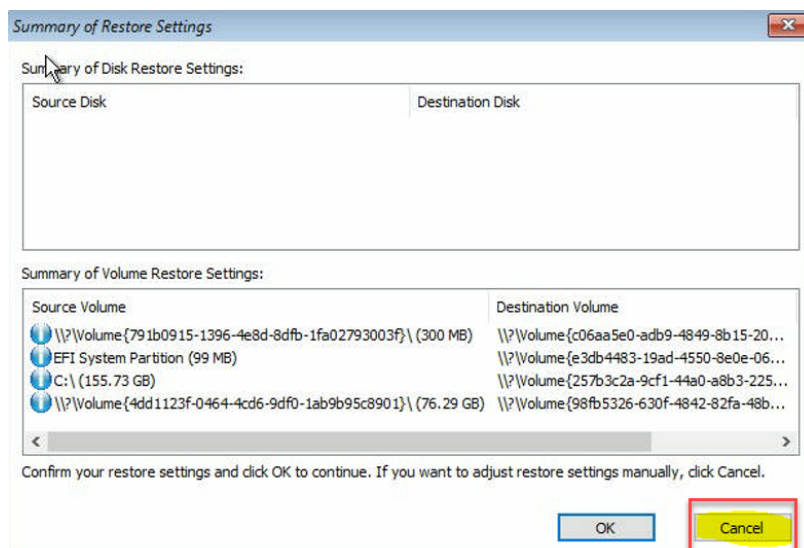 Summary of Restore Settings
Summary of Disk Restore Settings:
Source Disk Destination Disk
Summary of Volume Restore Settings:
Source Volume Destination Volume
\\?\Volume{791b0915-1396-4e8d-8dfb-1fa02793003f}\ (300 MB) \\?\Volume{c06aa5e0-adb9-4849-8b15-20...
EFI System Partition (99 MB) \\?\Volume{e3db4483-19ad-4550-8e0e-06...
C:\ (155.73 GB) \\?\Volume{257b3c2a-9cf1-44a0-a8b3-225...
\\?\Volume{4dd1123f-0464-4cd6-9df0-1ab9b95c8901}\ (76.29 GB) \\?\Volume{98fb5326-630f-4842-82fa-48b...
Confirm your restore settings and click OK to continue. If you want to adjust restore settings manually, click Cancel.
OK Cancel